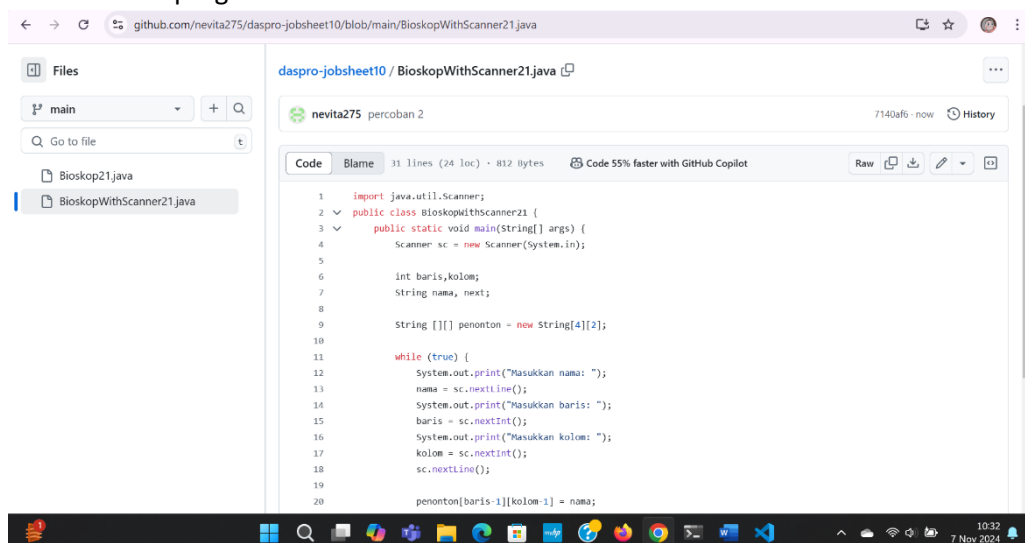 github.com/nevita275/daspro-jobsheet10/blob/main/BioskopWithScanner21.java
Files
main
Go to file
t
Bioskop21.java
BioskopWithScanner21.java
daspro-jobsheet10 / BioskopWithScanner21.java
nevita275 percoban 2
7140af6 · now History
Code Blame 31 lines (24 loc) · 812 Bytes Code 55% faster with GitHub Copilot Raw
1 import java.util.Scanner;
2 public class BioskopWithScanner21 {
3 public static void main(String[] args) {
4 Scanner sc = new Scanner(System.in);
5
6 int baris,kolom;
7 String nama, next;
8
9 String [][] penonton = new String[4][2];
10
11 while (true) {
12 System.out.print("Masukkan nama: ");
13 nama = sc.nextLine();
14 System.out.print("Masukkan baris: ");
15 baris = sc.nextInt();
16 System.out.print("Masukkan kolom: ");
17 kolom = sc.nextInt();
18 sc.nextLine();
19
20 penonton[baris-1][kolom-1] = nama;
10:32
7 Nov 2024